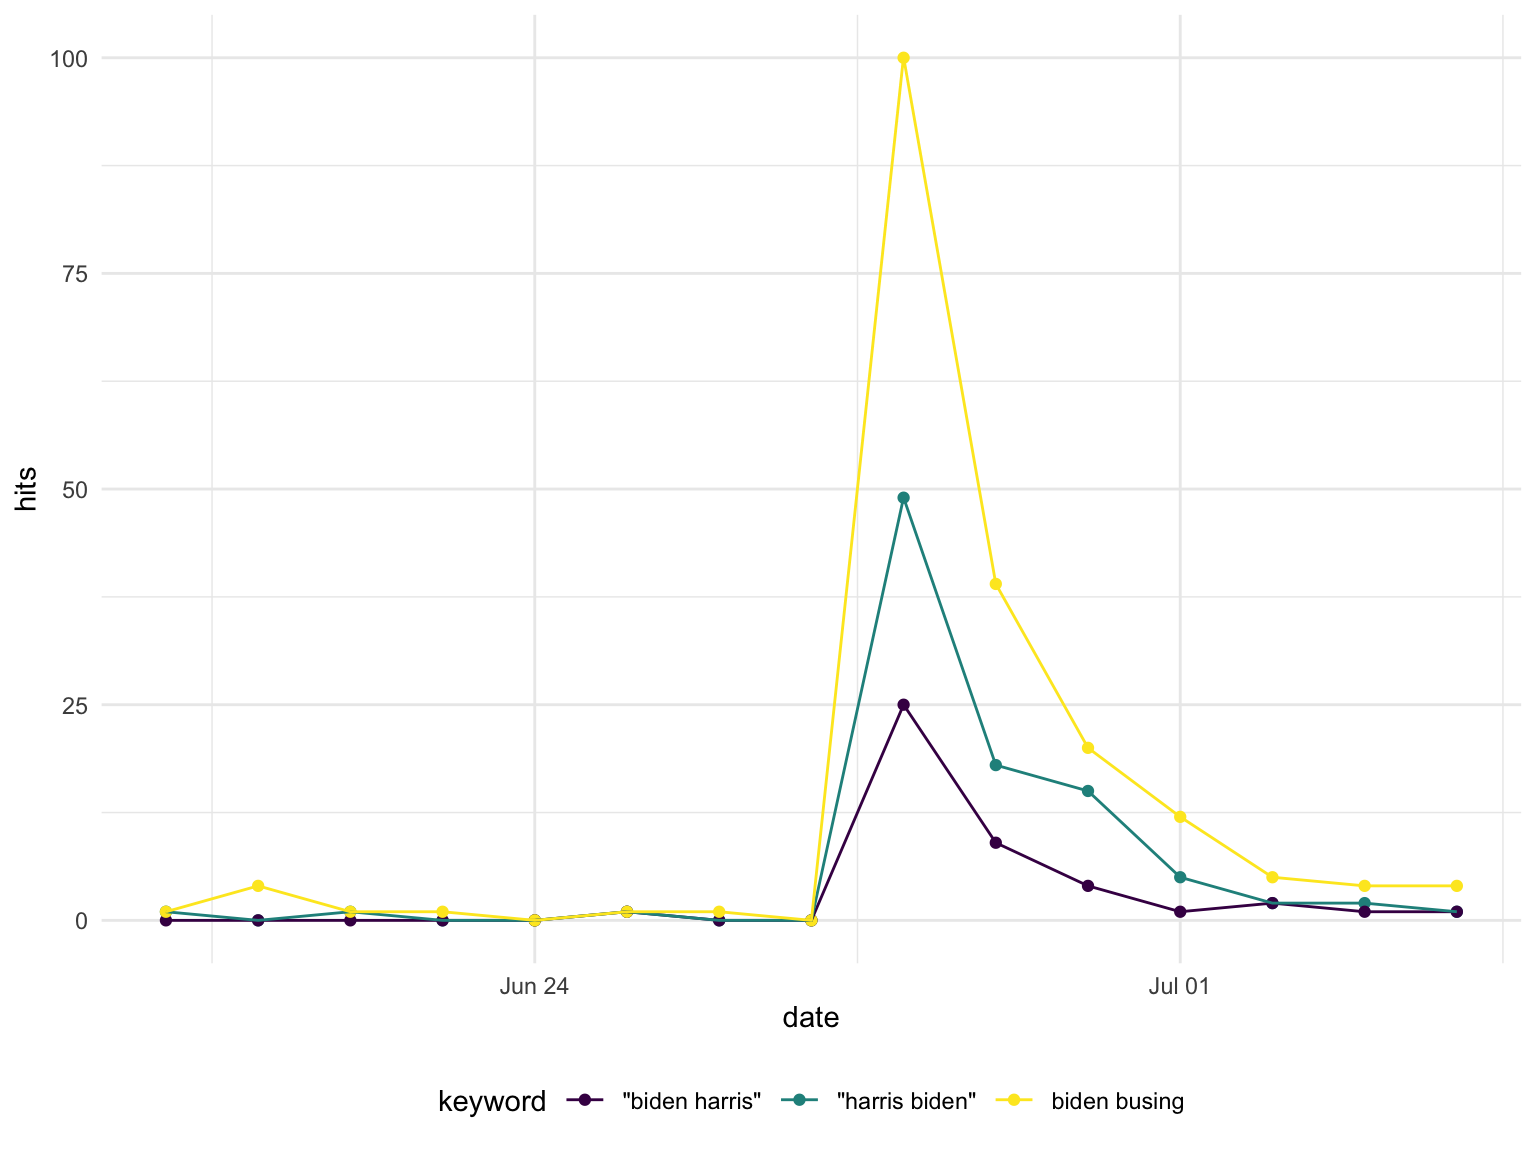 100
75
50
25
0
hits
Jun 24 Jul 01
date
keyword "biden harris" "harris biden" biden busing